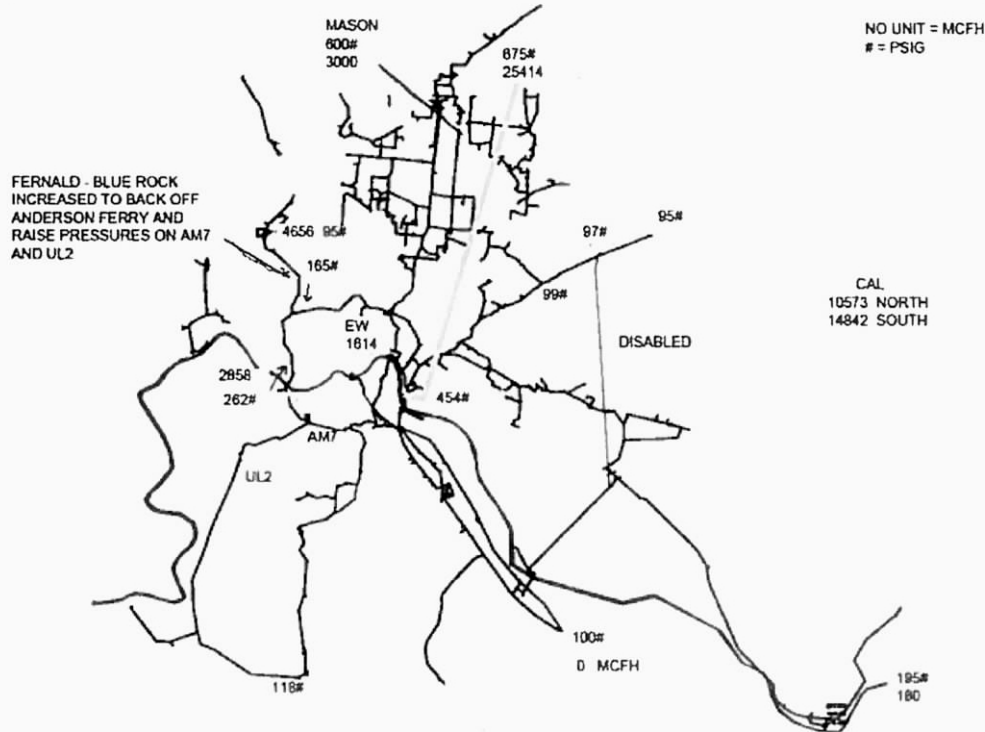 MASON
600#
3000
875#
25414
NO UNIT = MCFH
# = PSIG
FERNALD - BLUE ROCK
INCREASED TO BACK OFF
ANDERSON FERRY AND
RAISE PRESSURES ON AM7
AND UL2
4656 95#
165#
97#
95#
99#
CAL
10573 NORTH
14842 SOUTH
EW
1814
DISABLED
2858
262#
454#
AM7
UL2
100#
0 MCFH
118#
195#
180